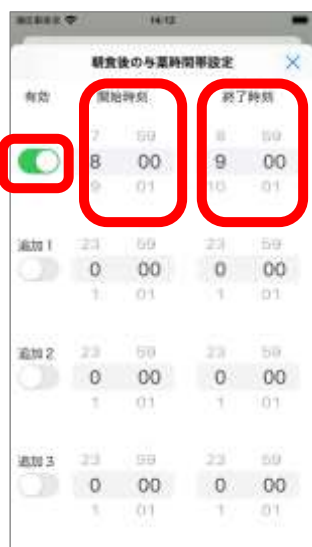 14:12
朝食後の与薬時間帯設定 ×
有効 開始時刻 終了時刻
7 59 8 59
8 00 9 00
9 01 10 01
追加 1 23 59 23 59
0 00 0 00
1 01 1 01
追加 2 23 59 23 59
0 00 0 00
1 01 1 01
追加 3 23 59 23 59
0 00 0 00
1 01 1 01